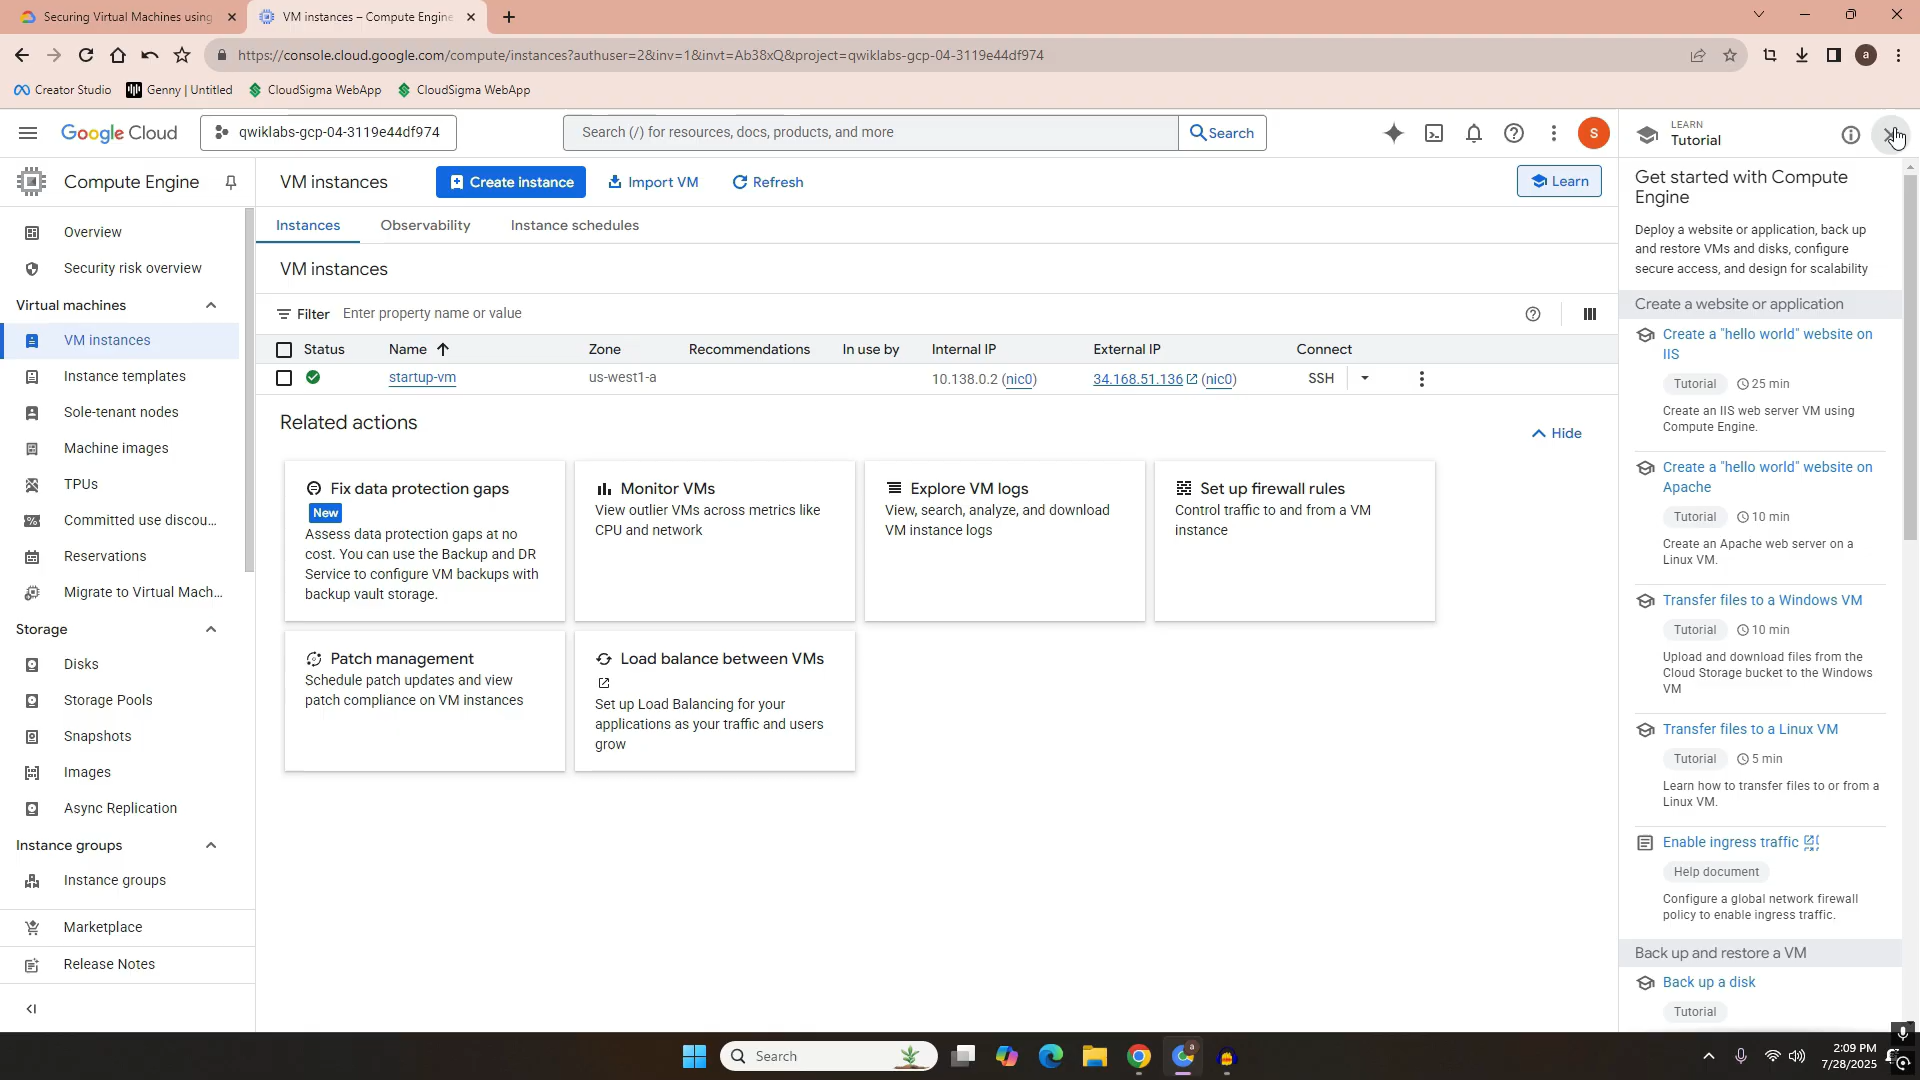 Securing Virtual Machines using
VM instances – Compute Engine
https://console.cloud.google.com/compute/instances?authuser=2&inv=1&invt=Ab38xQ&project=qwiklabs-gcp-04-3119e44df974
a
Creator Studio
Genny | Untitled
CloudSigma WebApp
CloudSigma WebApp
Google Cloud
qwiklabs-gcp-04-3119e44df974
Search (/) for resources, docs, products, and more
Search
S
LEARN
Tutorial
Compute Engine
VM instances
Create instance
Import VM
Refresh
Learn
Overview
Security risk overview
Virtual machines
VM instances
Instance templates
Sole-tenant nodes
Machine images
TPUs
Committed use discou...
Reservations
Migrate to Virtual Mach...
Storage
Disks
Storage Pools
Snapshots
Images
Async Replication
Instance groups
Instance groups
Marketplace
Release Notes
Instances
Observability
Instance schedules
VM instances
Filter
Enter property name or value
Status
Name
Zone
Recommendations
In use by
Internal IP
External IP
Connect
startup-vm
us-west1-a
10.138.0.2 (nic0)
34.168.51.136 (nic0)
SSH
Related actions
Hide
Fix data protection gaps
New
Assess data protection gaps at no
cost. You can use the Backup and DR
Service to configure VM backups with
backup vault storage.
Monitor VMs
View outlier VMs across metrics like
CPU and network
Explore VM logs
View, search, analyze, and download
VM instance logs
Set up firewall rules
Control traffic to and from a VM
instance
Patch management
Schedule patch updates and view
patch compliance on VM instances
Load balance between VMs
Set up Load Balancing for your
applications as your traffic and users
grow
Get started with Compute
Engine
Deploy a website or application, back up
and restore VMs and disks, configure
secure access, and design for scalability
Create a website or application
Create a "hello world" website on
IIS
Tutorial
25 min
Create an IIS web server VM using
Compute Engine.
Create a "hello world" website on
Apache
Tutorial
10 min
Create an Apache web server on a
Linux VM.
Transfer files to a Windows VM
Tutorial
10 min
Upload and download files from the
Cloud Storage bucket to the Windows
VM
Transfer files to a Linux VM
Tutorial
5 min
Learn how to transfer files to or from a
Linux VM.
Enable ingress traffic
Help document
Configure a global network firewall
policy to enable ingress traffic.
Back up and restore a VM
Back up a disk
Tutorial
Search
2:09 PM
7/28/2025